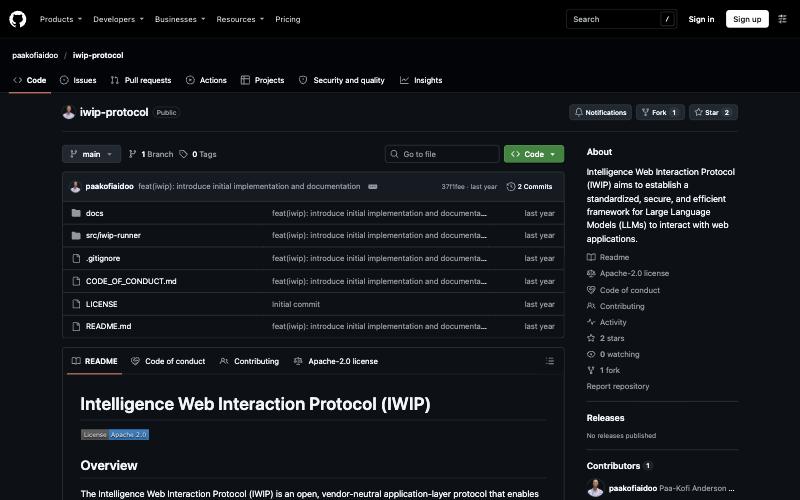 Products Developers Businesses Resources Pricing Search / Sign in Sign up
paakofiaidoo / iwip-protocol
Code Issues Pull requests Actions Projects Security and quality Insights
iwip-protocol Public Notifications Fork 1 Star 2
main 1 Branch 0 Tags Go to file Code
paakofiaidoo feat(iwip): introduce initial implementation and documentation 37f1fee · last year 2 Commits
docs feat(iwip): introduce initial implementation and documenta... last year
src/iwip-runner feat(iwip): introduce initial implementation and documenta... last year
.gitignore feat(iwip): introduce initial implementation and documenta... last year
CODE_OF_CONDUCT.md feat(iwip): introduce initial implementation and documenta... last year
LICENSE Initial commit last year
README.md feat(iwip): introduce initial implementation and documenta... last year
README Code of conduct Contributing Apache-2.0 license
Intelligence Web Interaction Protocol (IWIP)
License Apache 2.0
Overview
The Intelligence Web Interaction Protocol (IWIP) is an open, vendor-neutral application-layer protocol that enables
About
Intelligence Web Interaction Protocol
(IWIP) aims to establish a
standardized, secure, and efficient
framework for Large Language
Models (LLMs) to interact with web
applications.
Readme
Apache-2.0 license
Code of conduct
Contributing
Activity
2 stars
0 watching
1 fork
Report repository
Releases
No releases published
Contributors 1
paakofiaidoo Paa-Kofi Anderson ...